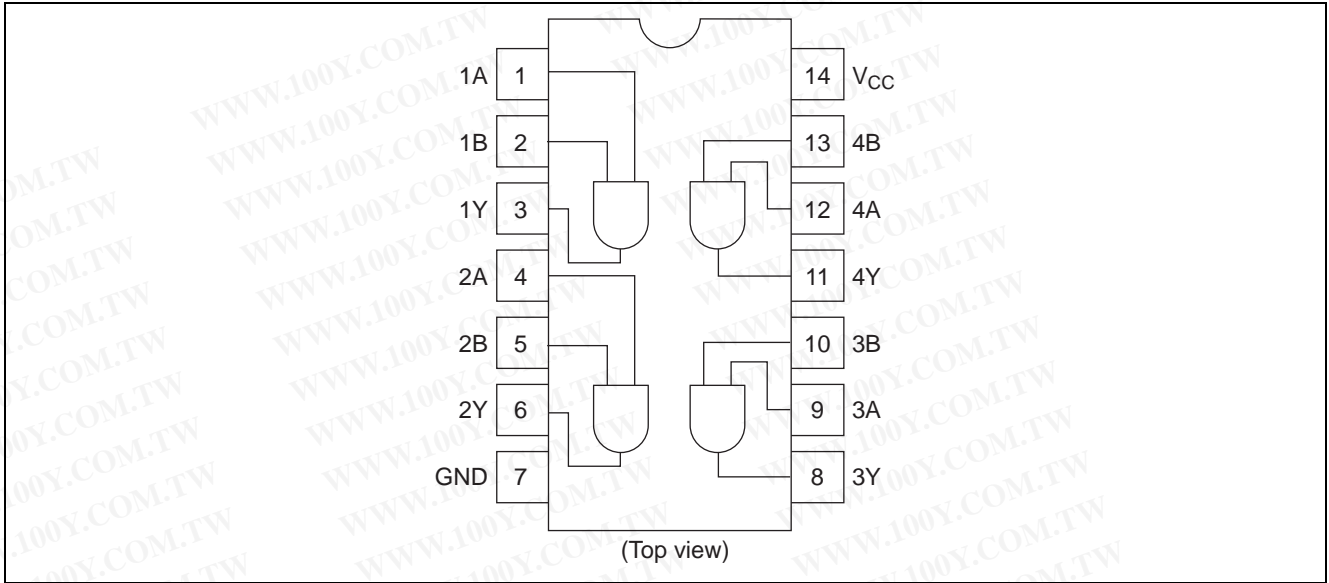 1A 1 14 VCC
1B 2 13 4B
1Y 3 12 4A
2A 4 11 4Y
2B 5 10 3B
2Y 6 9 3A
GND 7 8 3Y
(Top view)
WWW.100Y.COM.TW